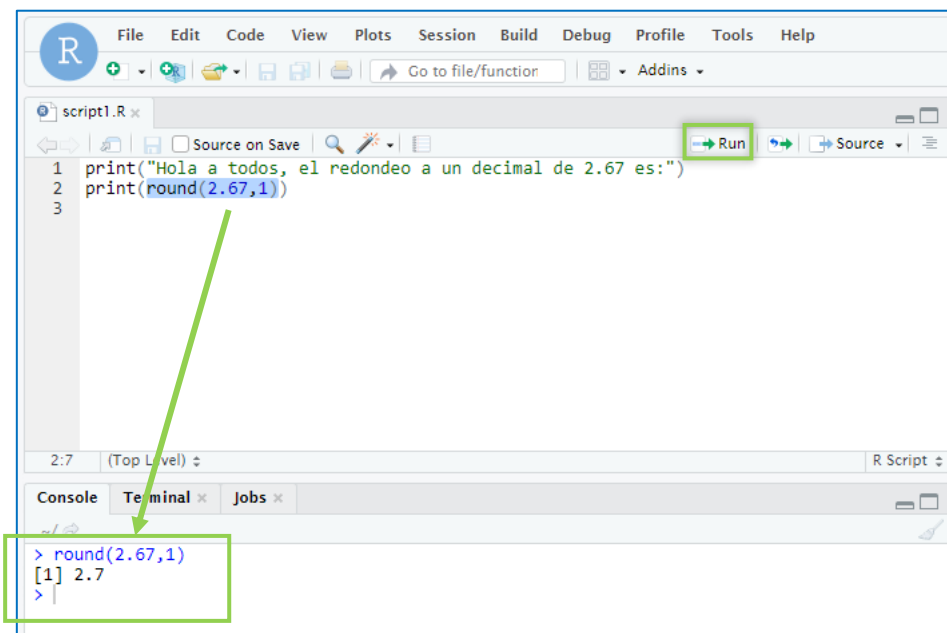 R
File Edit Code View Plots Session Build Debug Profile Tools Help
R Go to file/function Addins
script1.R
Source on Save Run Source
1 print("Hola a todos, el redondeo a un decimal de 2.67 es:")
2 print(round(2.67,1))
3
2:7 (Top Level) R Script
Console Terminal Jobs
~/
> round(2.67,1)
[1] 2.7
>